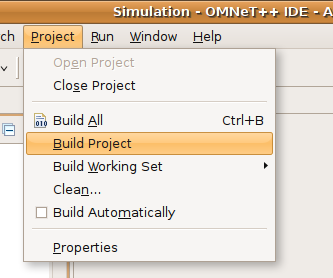 Simulation - OMNeT++ IDE - A
ch Project Run Window Help
Open Project
Close Project
Build All Ctrl+B
Build Project
Build Working Set
Clean...
Build Automatically
Properties